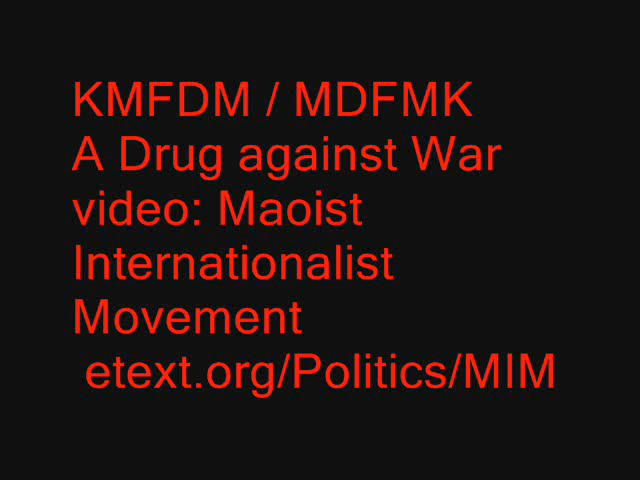 KMFDM / MDFMK
A Drug against War
video: Maoist
Internationalist
Movement
etext.org/Politics/MIM